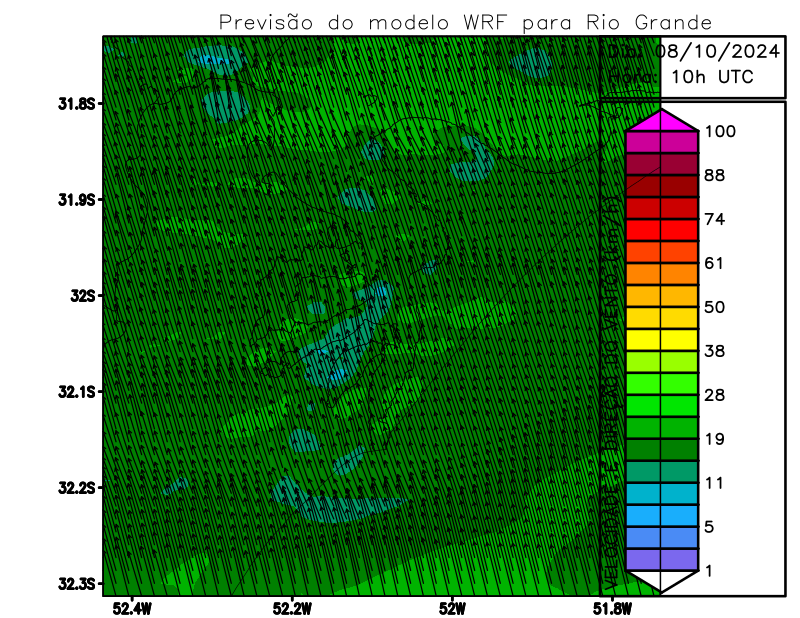 Previsão do modelo WRF para Rio Grande
Dia: 08/10/2024
Hora: 10h UTC
VELOCIDADE E DIREÇÃO DO VENTO (km/h)
100
88
74
61
50
38
28
19
11
5
1
31.8S
31.9S
32S
32.1S
32.2S
32.3S
52.4W
52.2W
52W
51.8W